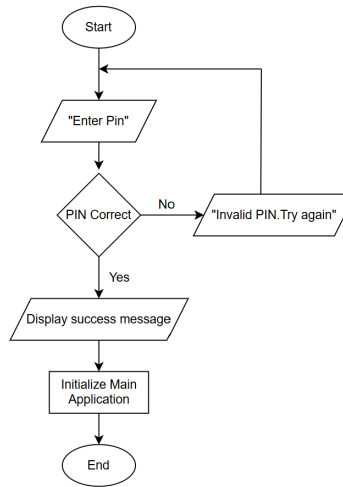 Start
"Enter Pin"
PIN Correct
No
"Invalid PIN.Try again"
Yes
Display success message
Initialize Main
Application
End